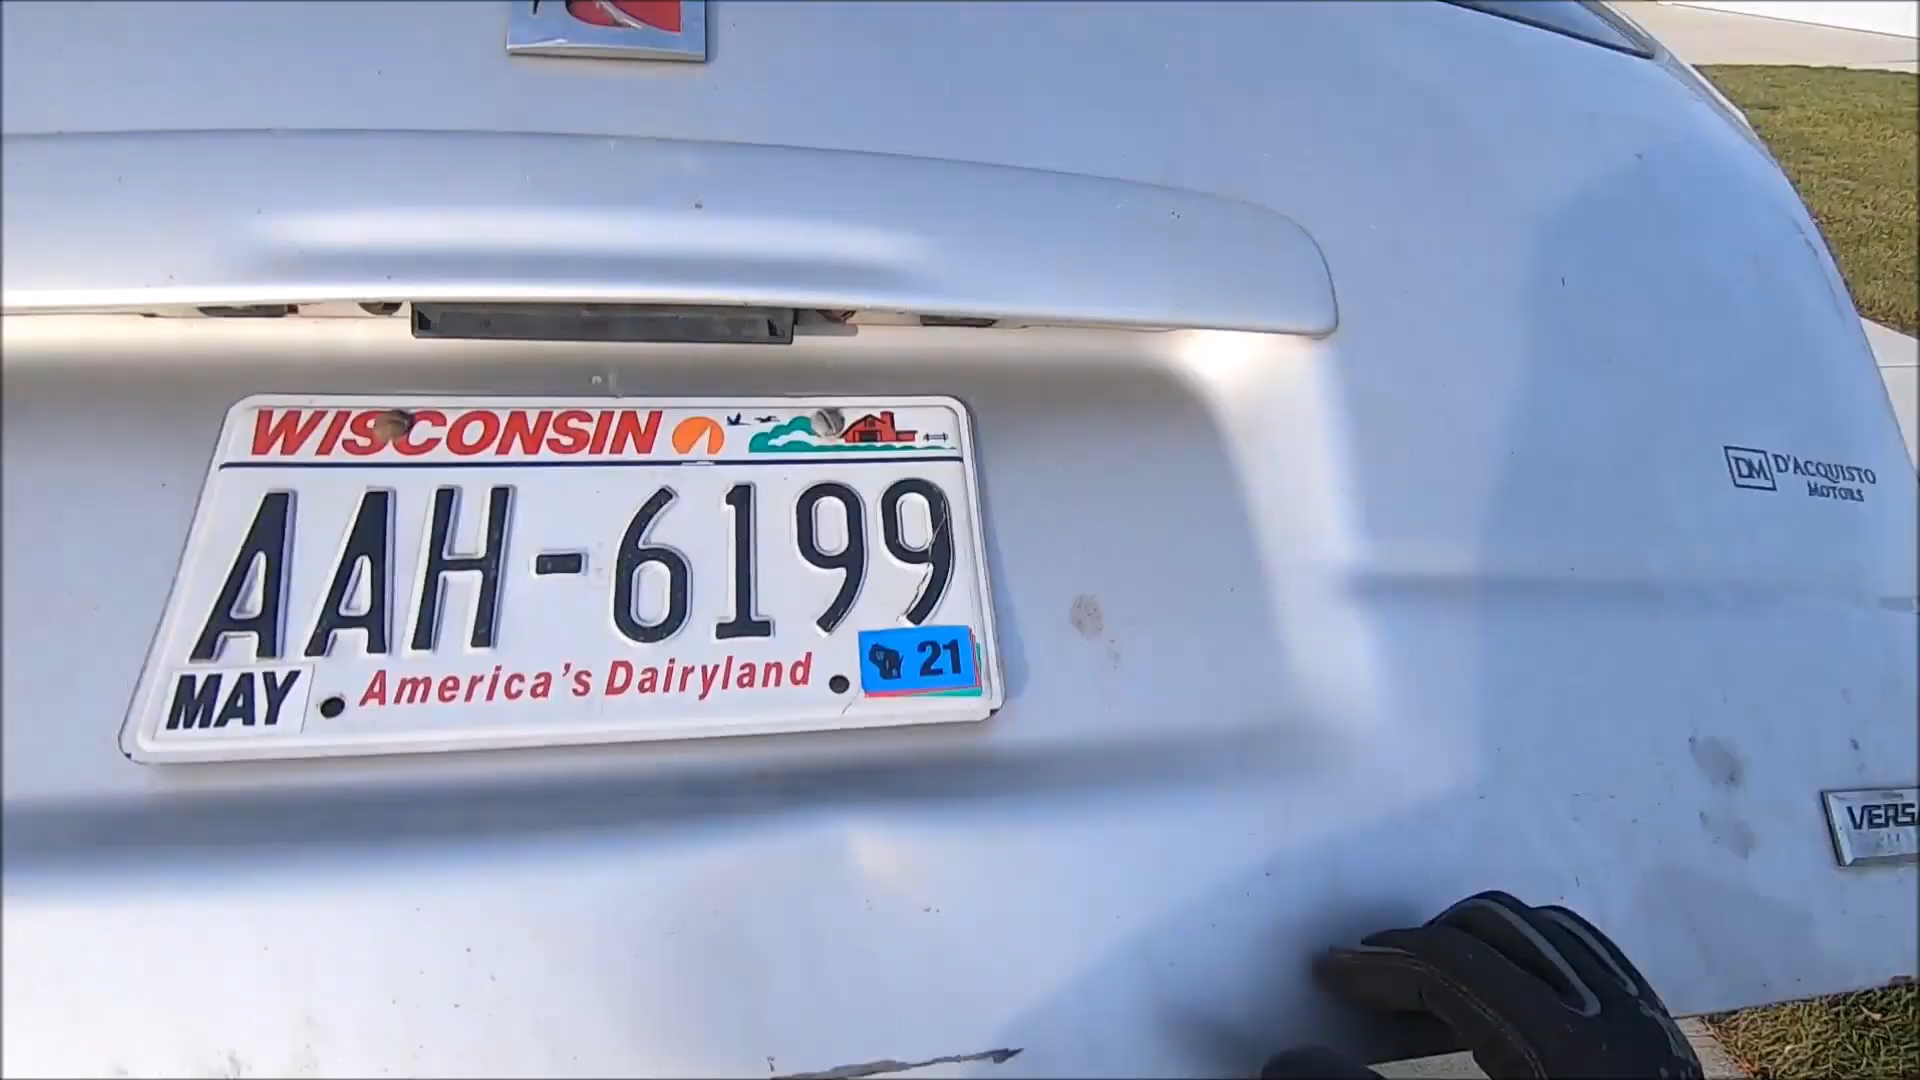 WISCONSIN
AAH-6199
MAY
America's Dairyland
21
DM D'ACQUISTO
MOTORS
VERS